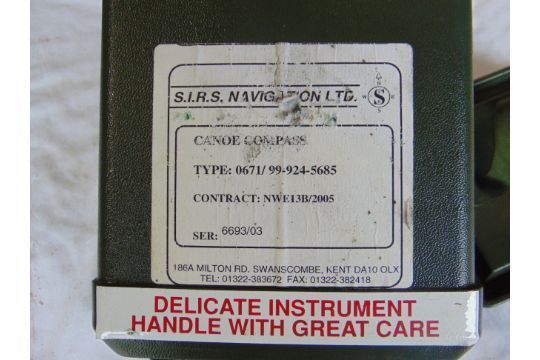 S.I.R.S. NAVIGATION LTD.
N
W S E
CANOE COMPASS
TYPE: 0671/ 99-924-5685
CONTRACT: NWE13B/2005
SER: 6693/03
186A MILTON RD. SWANSCOMBE, KENT DA10 OLX
TEL: 01322-383672 FAX: 01322-382418
DELICATE INSTRUMENT
HANDLE WITH GREAT CARE